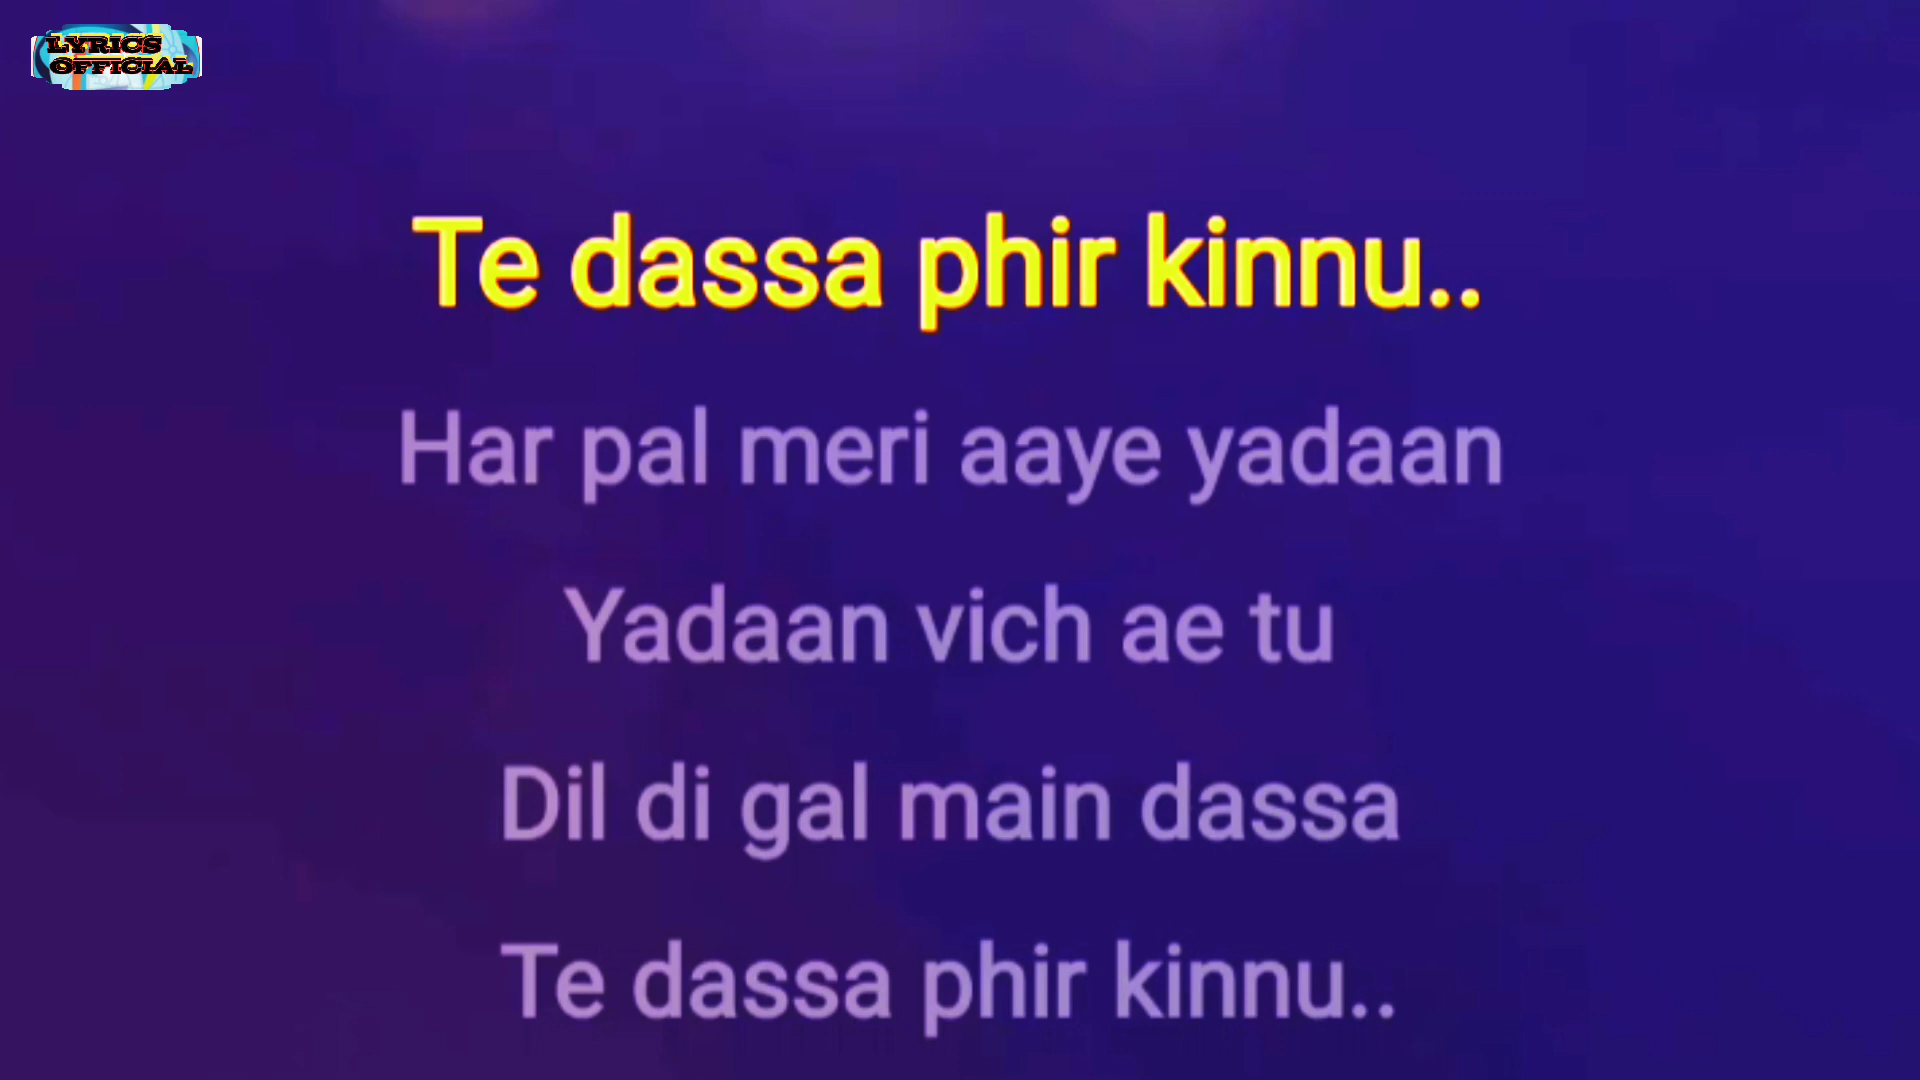 LYRICS
OFFICIAL
Te dassa phir kinnu..
Har pal meri aaye yadaan
Yadaan vich ae tu
Dil di gal main dassa
Te dassa phir kinnu..